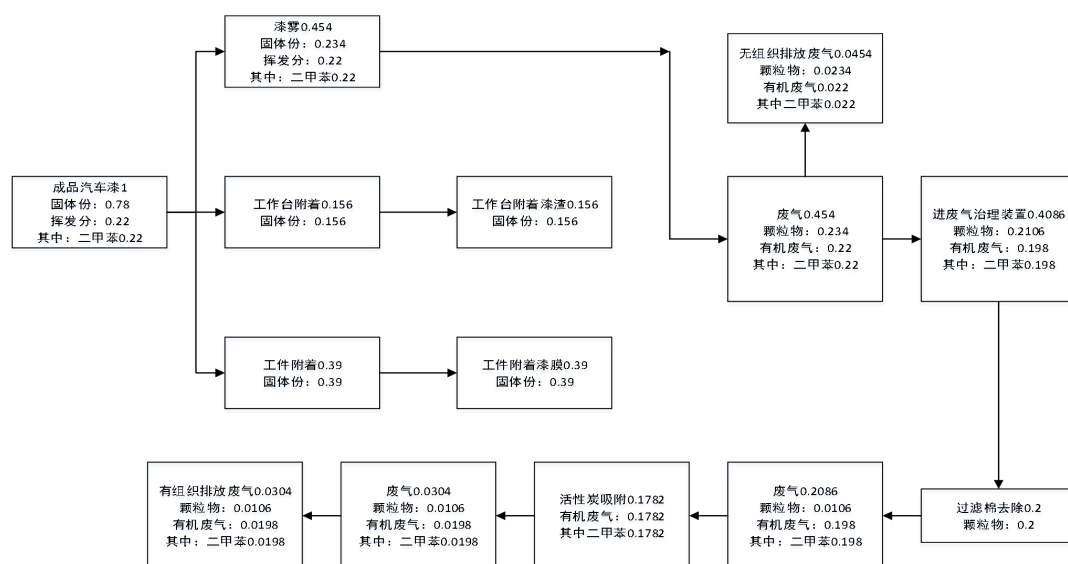 漆雾0.454
固体份：0.234
挥发分：0.22
其中：二甲苯0.22
无组织排放废气0.0454
颗粒物：0.0234
有机废气：0.022
其中二甲苯：0.022
成品汽车漆1
固体份：0.78
挥发分：0.22
其中：二甲苯0.22
工作台附着0.156
固体份：0.156
工作台附着漆渣0.156
固体份：0.156
废气0.454
颗粒物：0.234
有机废气：0.22
其中：二甲苯0.22
进废气治理装置0.4086
颗粒物：0.2106
有机废气：0.198
其中：二甲苯0.198
工件附着0.39
固体份：0.39
工件附着漆膜0.39
固体份：0.39
有组织排放废气0.0304
颗粒物：0.0106
有机废气：0.0198
其中：二甲苯0.0198
废气0.0304
颗粒物：0.0106
有机废气：0.0198
其中：二甲苯0.0198
活性炭吸附0.1782
有机废气：0.1782
其中二甲苯：0.1782
废气0.2086
颗粒物：0.0106
有机废气：0.198
其中：二甲苯0.198
过滤棉去除0.2
颗粒物：0.2